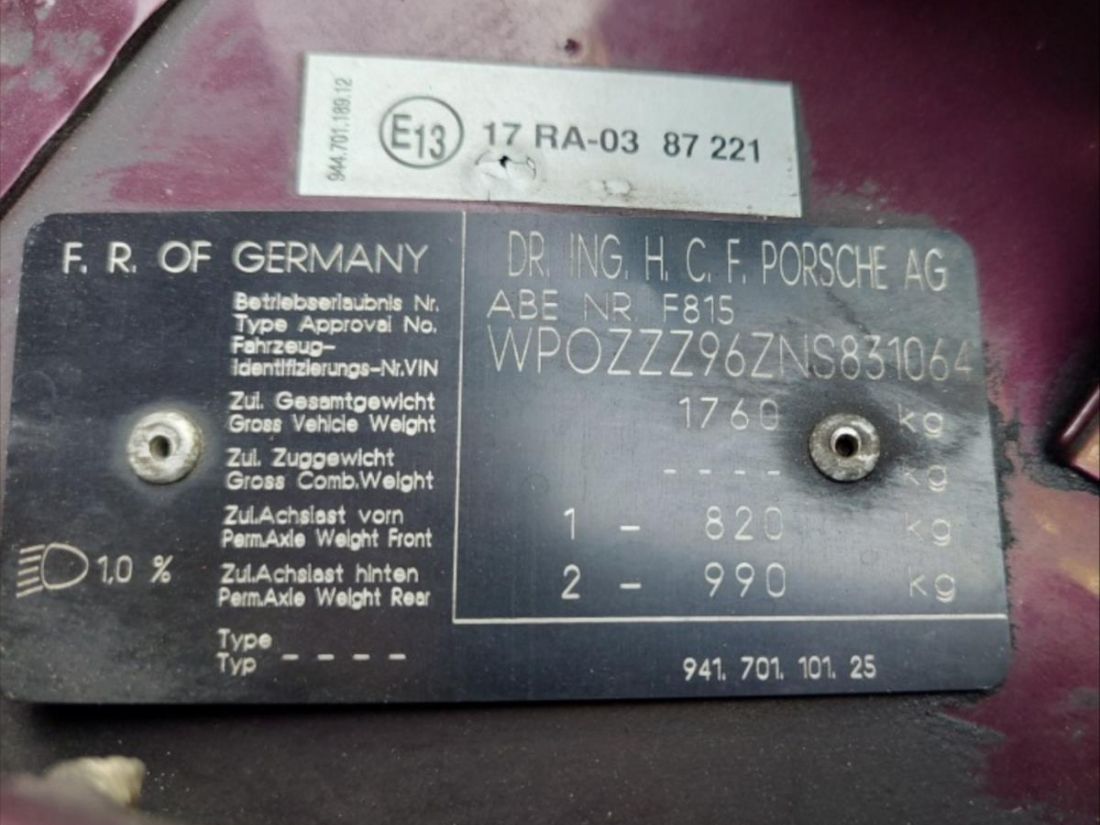 944.701.189.12
E13 17 RA-03 87 221
F. R. OF GERMANY
DR. ING. H. C. F. PORSCHE AG
Betriebserlaubnis Nr.
Type Approval No.
ABE NR. F815
Fahrzeug-
Identifizierungs-Nr.VIN
WPOZZZ96ZNS831064
Zul. Gesamtgewicht
Gross Vehicle Weight
1760 kg
Zul. Zuggewicht
Gross Comb.Weight
---- kg
Zul.Achslast vorn
Perm.Axle Weight Front
1 - 820 kg
Zul.Achslast hinten
Perm.Axle Weight Rear
2 - 990 kg
1,0 %
Type
Typ ----
941. 701. 101. 25